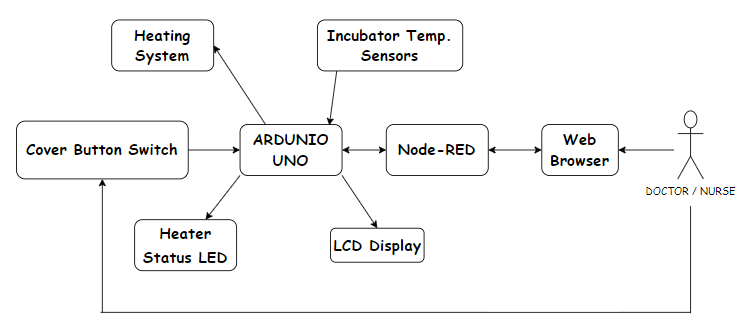 Heating
System
Incubator Temp.
Sensors
Cover Button Switch
ARDUNIO
UNO
Node-RED
Web
Browser
DOCTOR / NURSE
Heater
Status LED
LCD Display